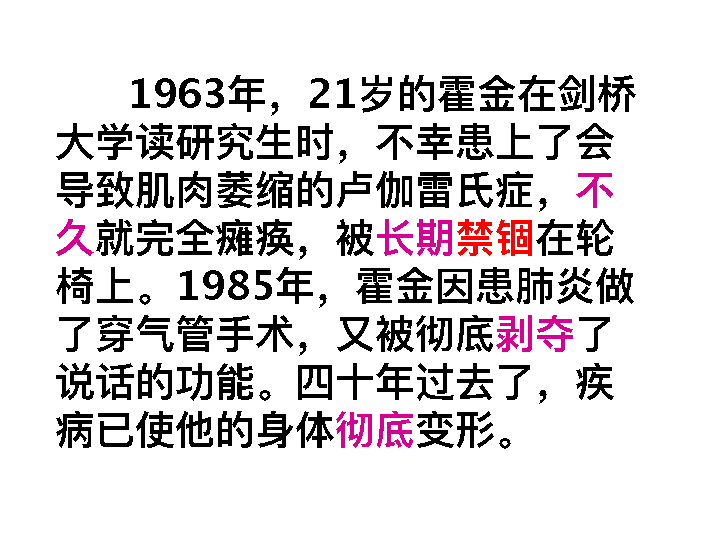 1963年，21岁的霍金在剑桥
大学读研究生时，不幸患上了会
导致肌肉萎缩的卢伽雷氏症，不
久就完全瘫痪，被长期禁锢在轮
椅上。1985年，霍金因患肺炎做
了穿气管手术，又被彻底剥夺了
说话的功能。四十年过去了，疾
病已使他的身体彻底变形。